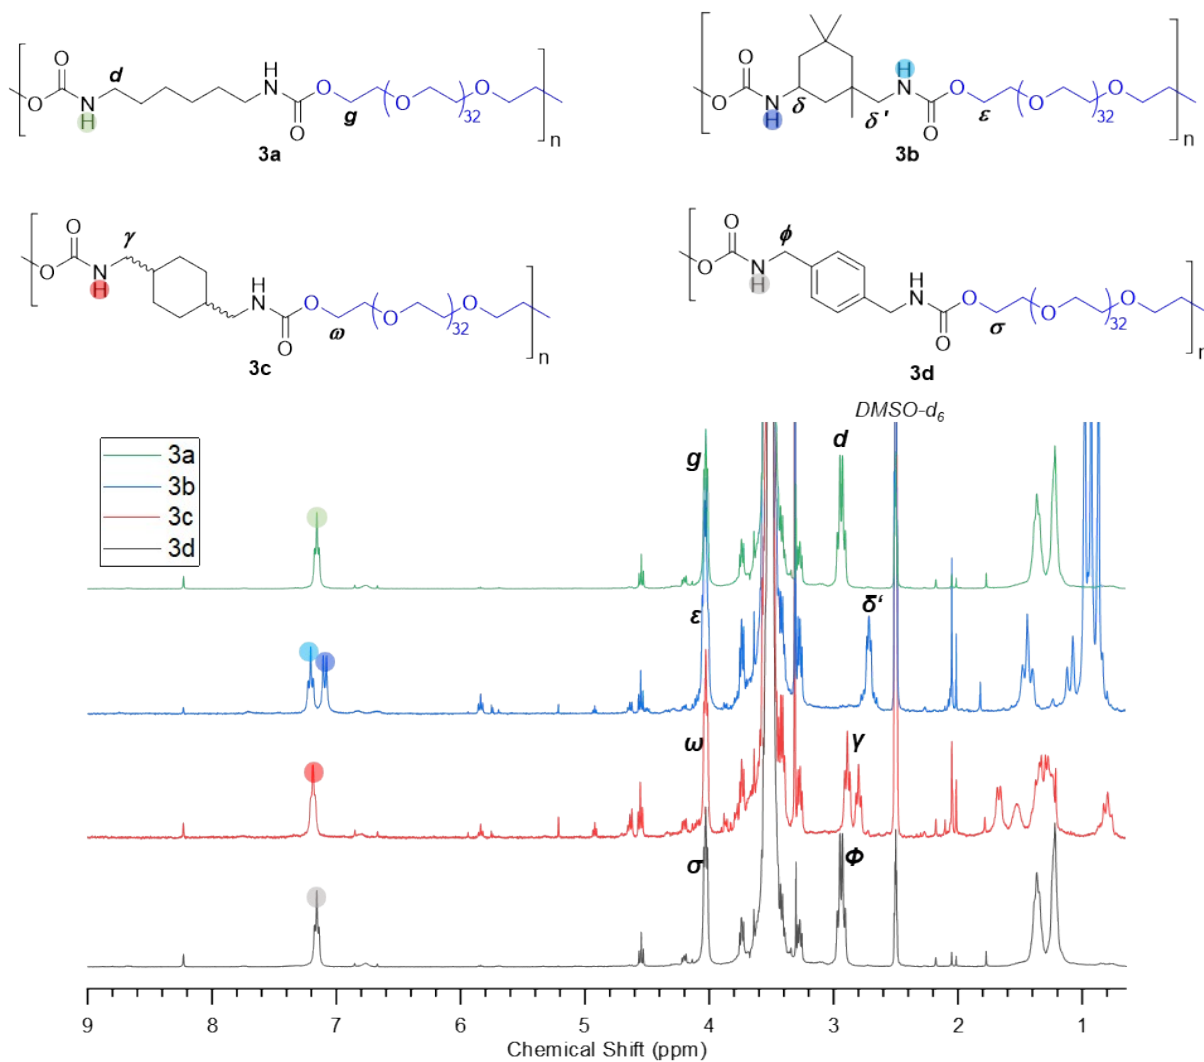 O
d
H
N
O
N
H
O
g
O
O
32
O
n
3a
O
H
N
O
N
H
δ
δ'
O
O
ε
O
O
32
n
3b
O
γ
H
N
O
N
H
O
O
ω
O
O
32
n
3c
O
ϕ
O
N
H
H
N
O
O
σ
O
O
32
n
3d
DMSO-d6
3a
3b
3c
3d
g
d
ε
δ‘
ω
γ
σ
Φ
9 8 7 6 5 4 3 2 1
Chemical Shift (ppm)